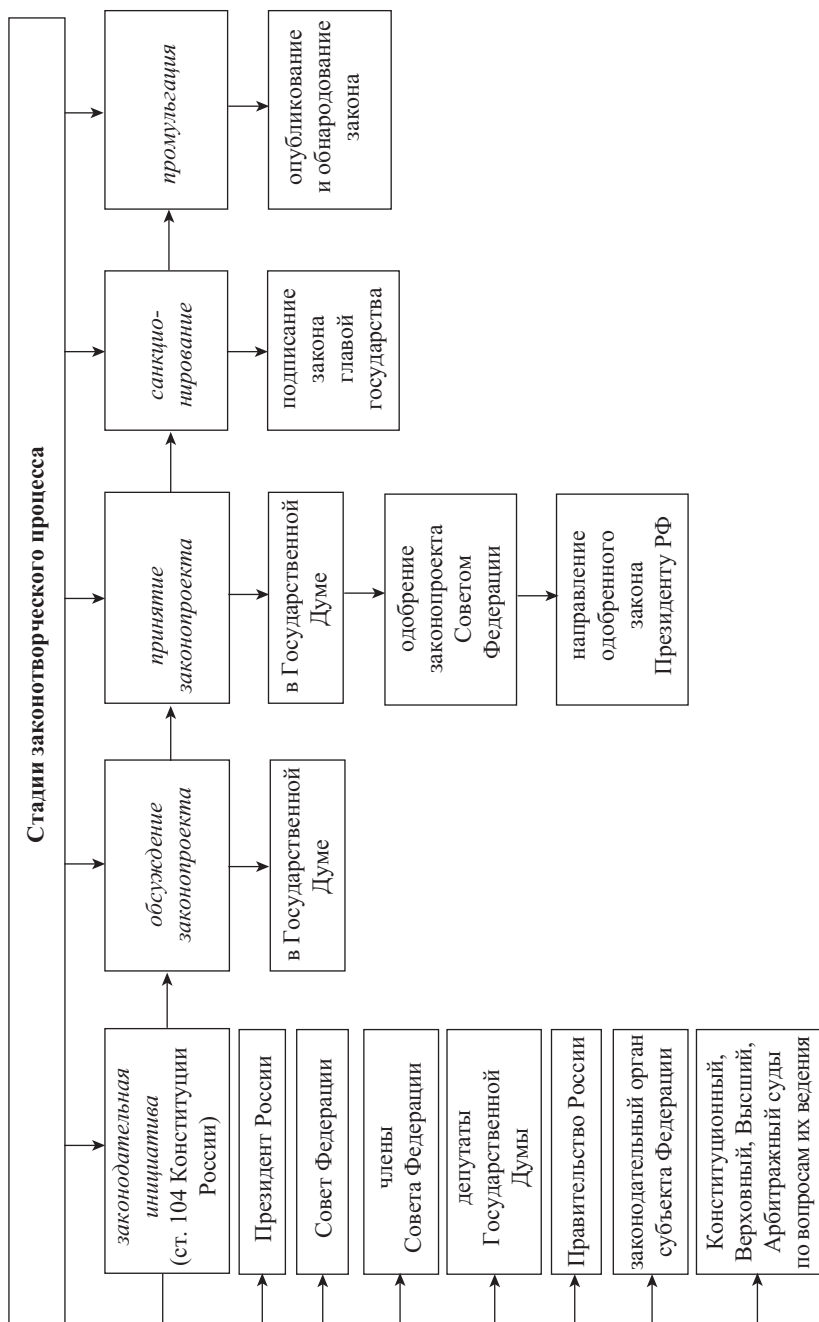 Стадии законотворческого процесса
законодательная
инициатива
(ст. 104 Конституции
России)
Президент России
Совет Федерации
члены
Совета Федерации
депутаты
Государственной
Думы
Правительство России
законодательный орган
субъекта Федерации
Конституционный,
Верховный, Высший,
Арбитражный суды
по вопросам их ведения
обсуждение
законопроекта
в Государственной
Думе
принятие
законопроекта
в Государственной
Думе
одобрение
законопроекта
Советом
Федерации
направление
одобренного
закона
Президенту РФ
санкцио-
нирование
подписание
закона
главой
государства
промульгация
опубликование
и обнародование
закона